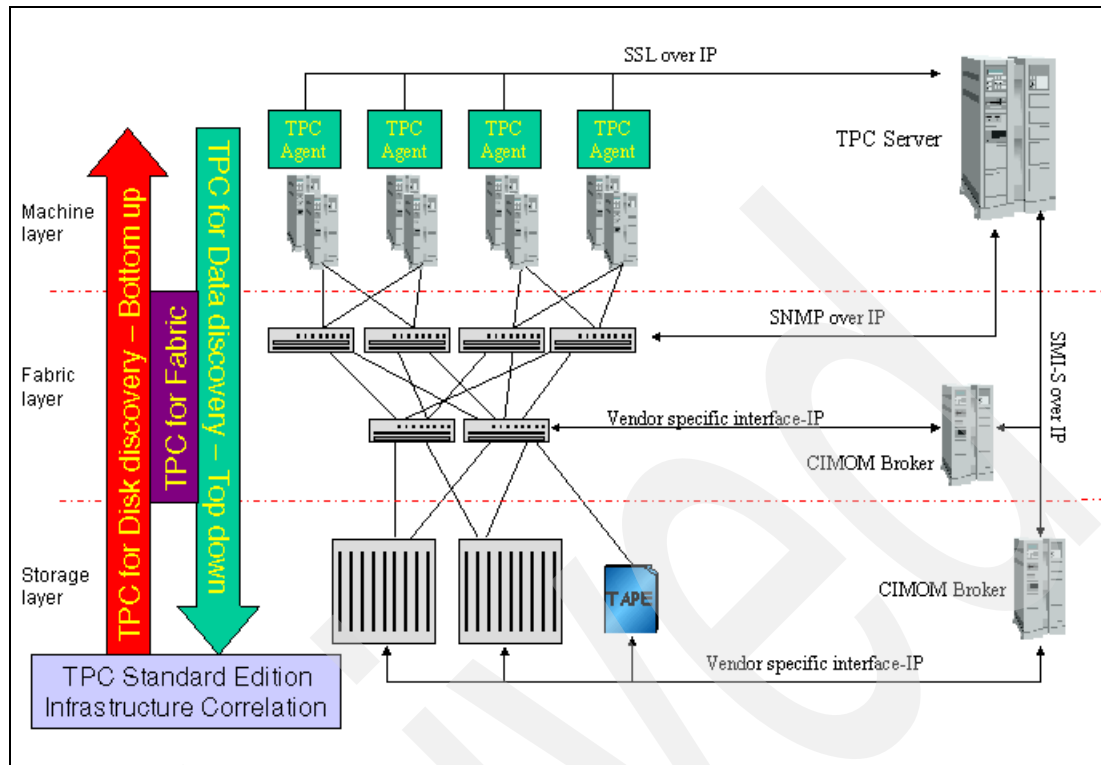 SSL over IP
TPC
Agent
TPC
Agent
TPC
Agent
TPC
Agent
TPC Server
Machine
layer
TPC for Disk discovery – Bottom up
TPC for Fabric
TPC for Data discovery – Top down
SNMP over IP
Fabric
layer
SMI-S over IP
Vendor specific interface-IP
CIMOM Broker
Storage
layer
TAPE
CIMOM Broker
Vendor specific interface-IP
TPC Standard Edition
Infrastructure Correlation